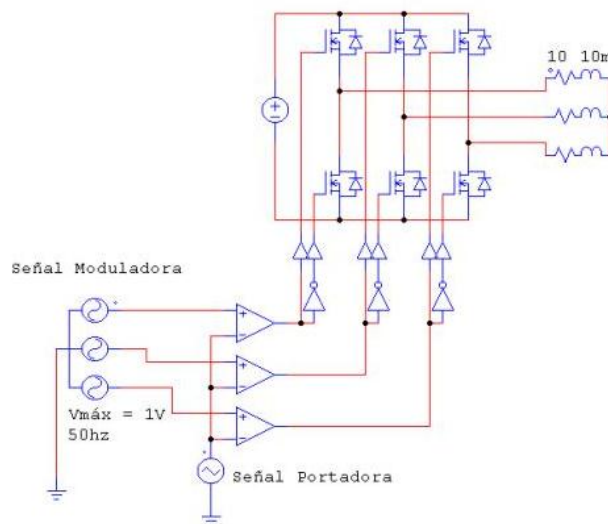 10 10m
Señal Moduladora
Vmáx = 1V
50hz
Señal Portadora